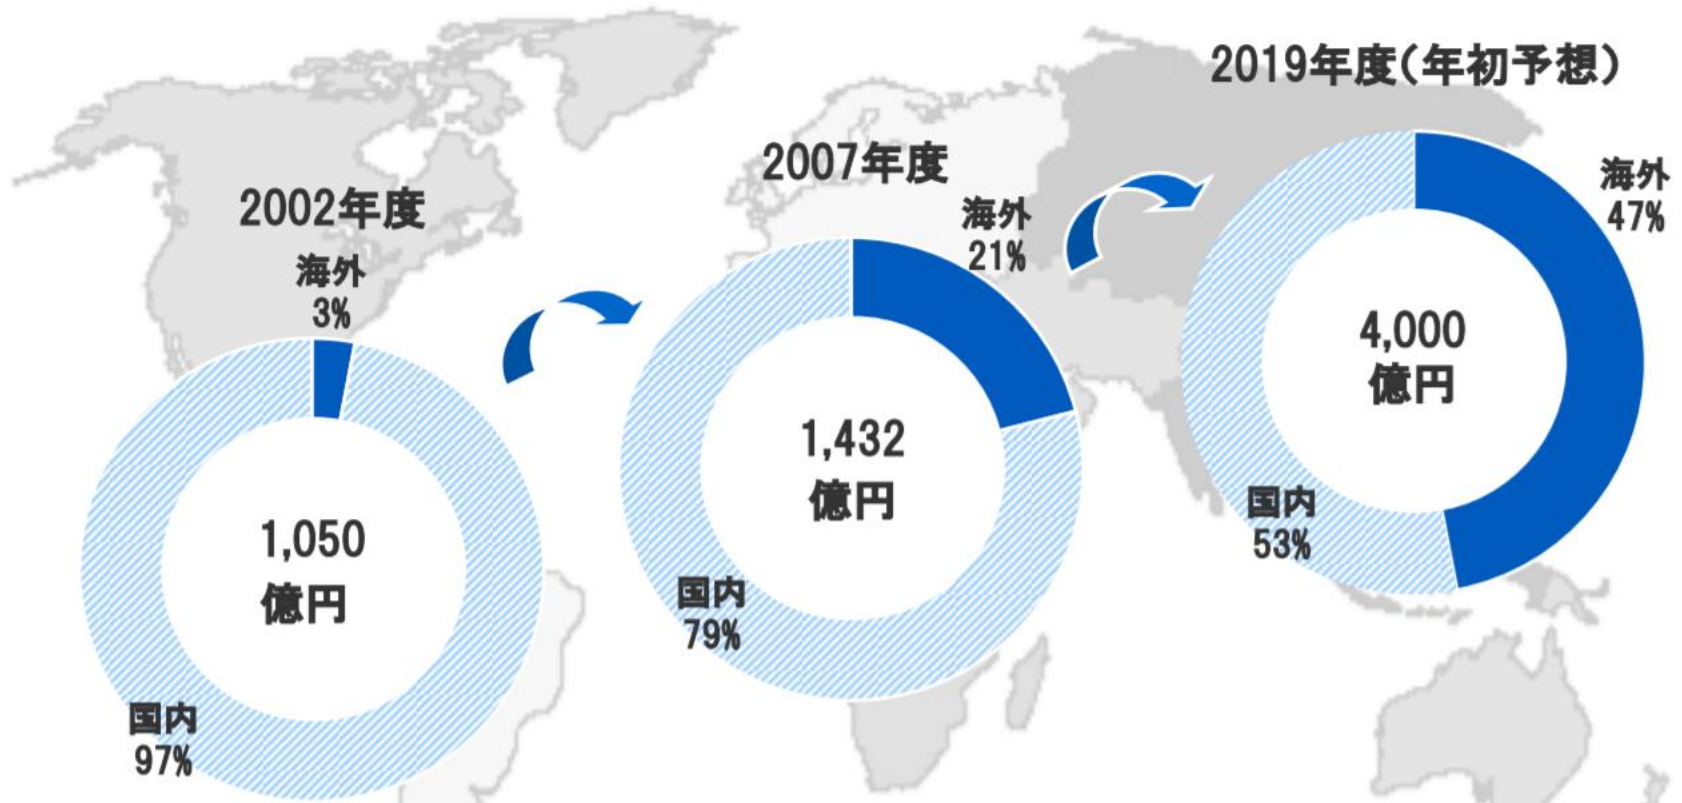 2002年度
海外
3%
1,050
億円
国内
97%
2007年度
海外
21%
1,432
億円
国内
79%
2019年度(年初予想)
海外
47%
4,000
億円
国内
53%